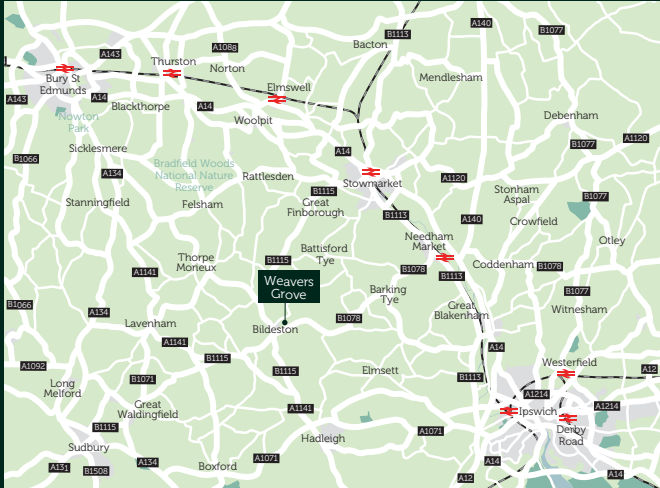 A140
B1077
B1113
A143
A1088
Bacton
Thurston
Norton
Mendlesham
Bury St
Edmunds
Elmswell
A143
A14
Blackthorpe
A14
Woolpit
Debenham
Nowton
Park
A1120
B1077
Sicklesmere
A14
B1066
Bradfield Woods
National Nature
Reserve
A134
Rattlesden
Stowmarket
A1120
B1115
Stonham
Aspal
B1077
Stanningfield
Felsham
Great
Finborough
B1113
A140
Crowfield
Needham
Market
Otley
Battisford
Tye
Thorpe
Moneux
B1115
B1078
Coddenham
B1078
A1141
B1113
Weavers
Grove
Barking
Tye
B1077
B1066
A134
Great
Blakenham
Witnesham
Lavenham
Bildeston
B1078
A1141
A14
B1115
Westerfield
A1092
B1071
B1115
Elmsett
B1113
A12
Long
Melford
A1214
Great
Waldingfield
A1141
Ipswich
A1214
B1115
Hadleigh
A1071
Derby
Road
Sudbury
A131
B1508
A134
Boxford
A1071
A14
A12
A14